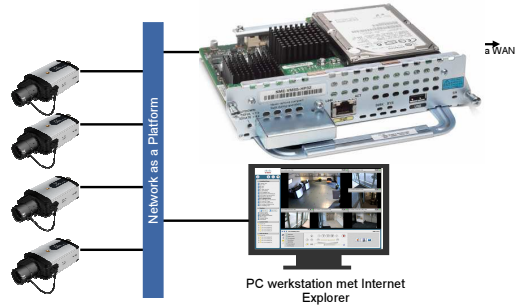 a WAN
Network as a Platform
PC werkstation met Internet
Explorer